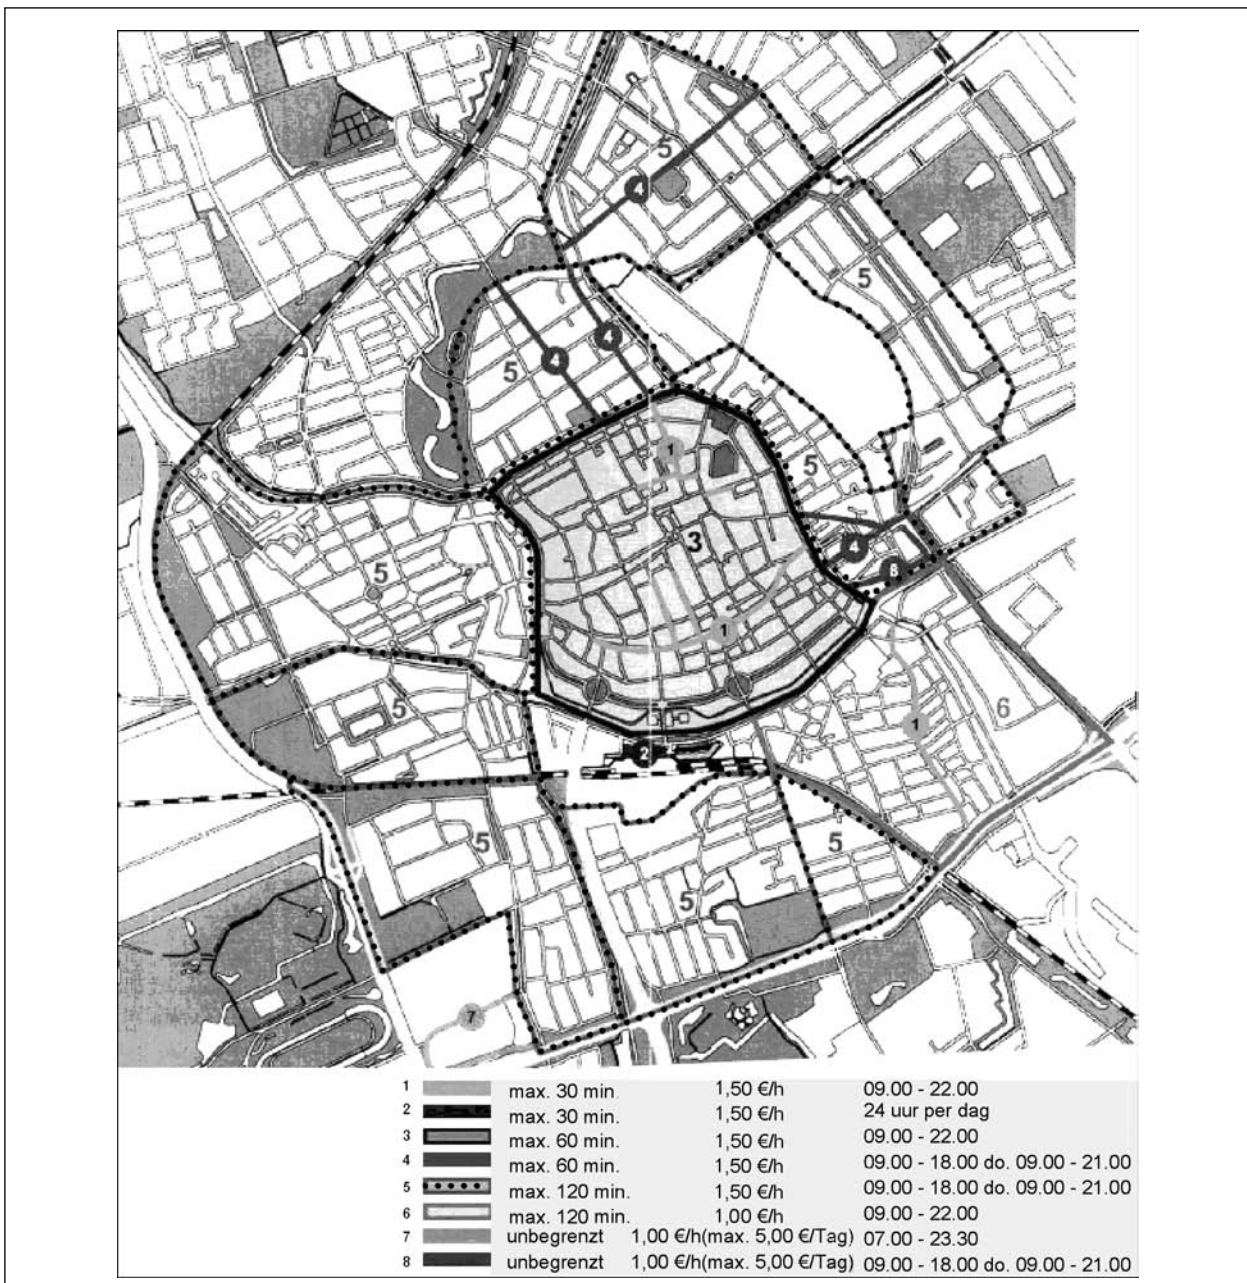 5
4
5
4
4
5
1
5
3
4
8
5
1
6
5
1
2
5
5
5
7
1 max. 30 min. 1,50 €/h 09.00 - 22.00
2 max. 30 min. 1,50 €/h 24 uur per dag
3 max. 60 min. 1,50 €/h 09.00 - 22.00
4 max. 60 min. 1,50 €/h 09.00 - 18.00 do. 09.00 - 21.00
5 max. 120 min. 1,50 €/h 09.00 - 18.00 do. 09.00 - 21.00
6 max. 120 min. 1,00 €/h 09.00 - 22.00
7 unbegrenzt 1,00 €/h(max. 5,00 €/Tag) 07.00 - 23.30
8 unbegrenzt 1,00 €/h(max. 5,00 €/Tag) 09.00 - 18.00 do. 09.00 - 21.00